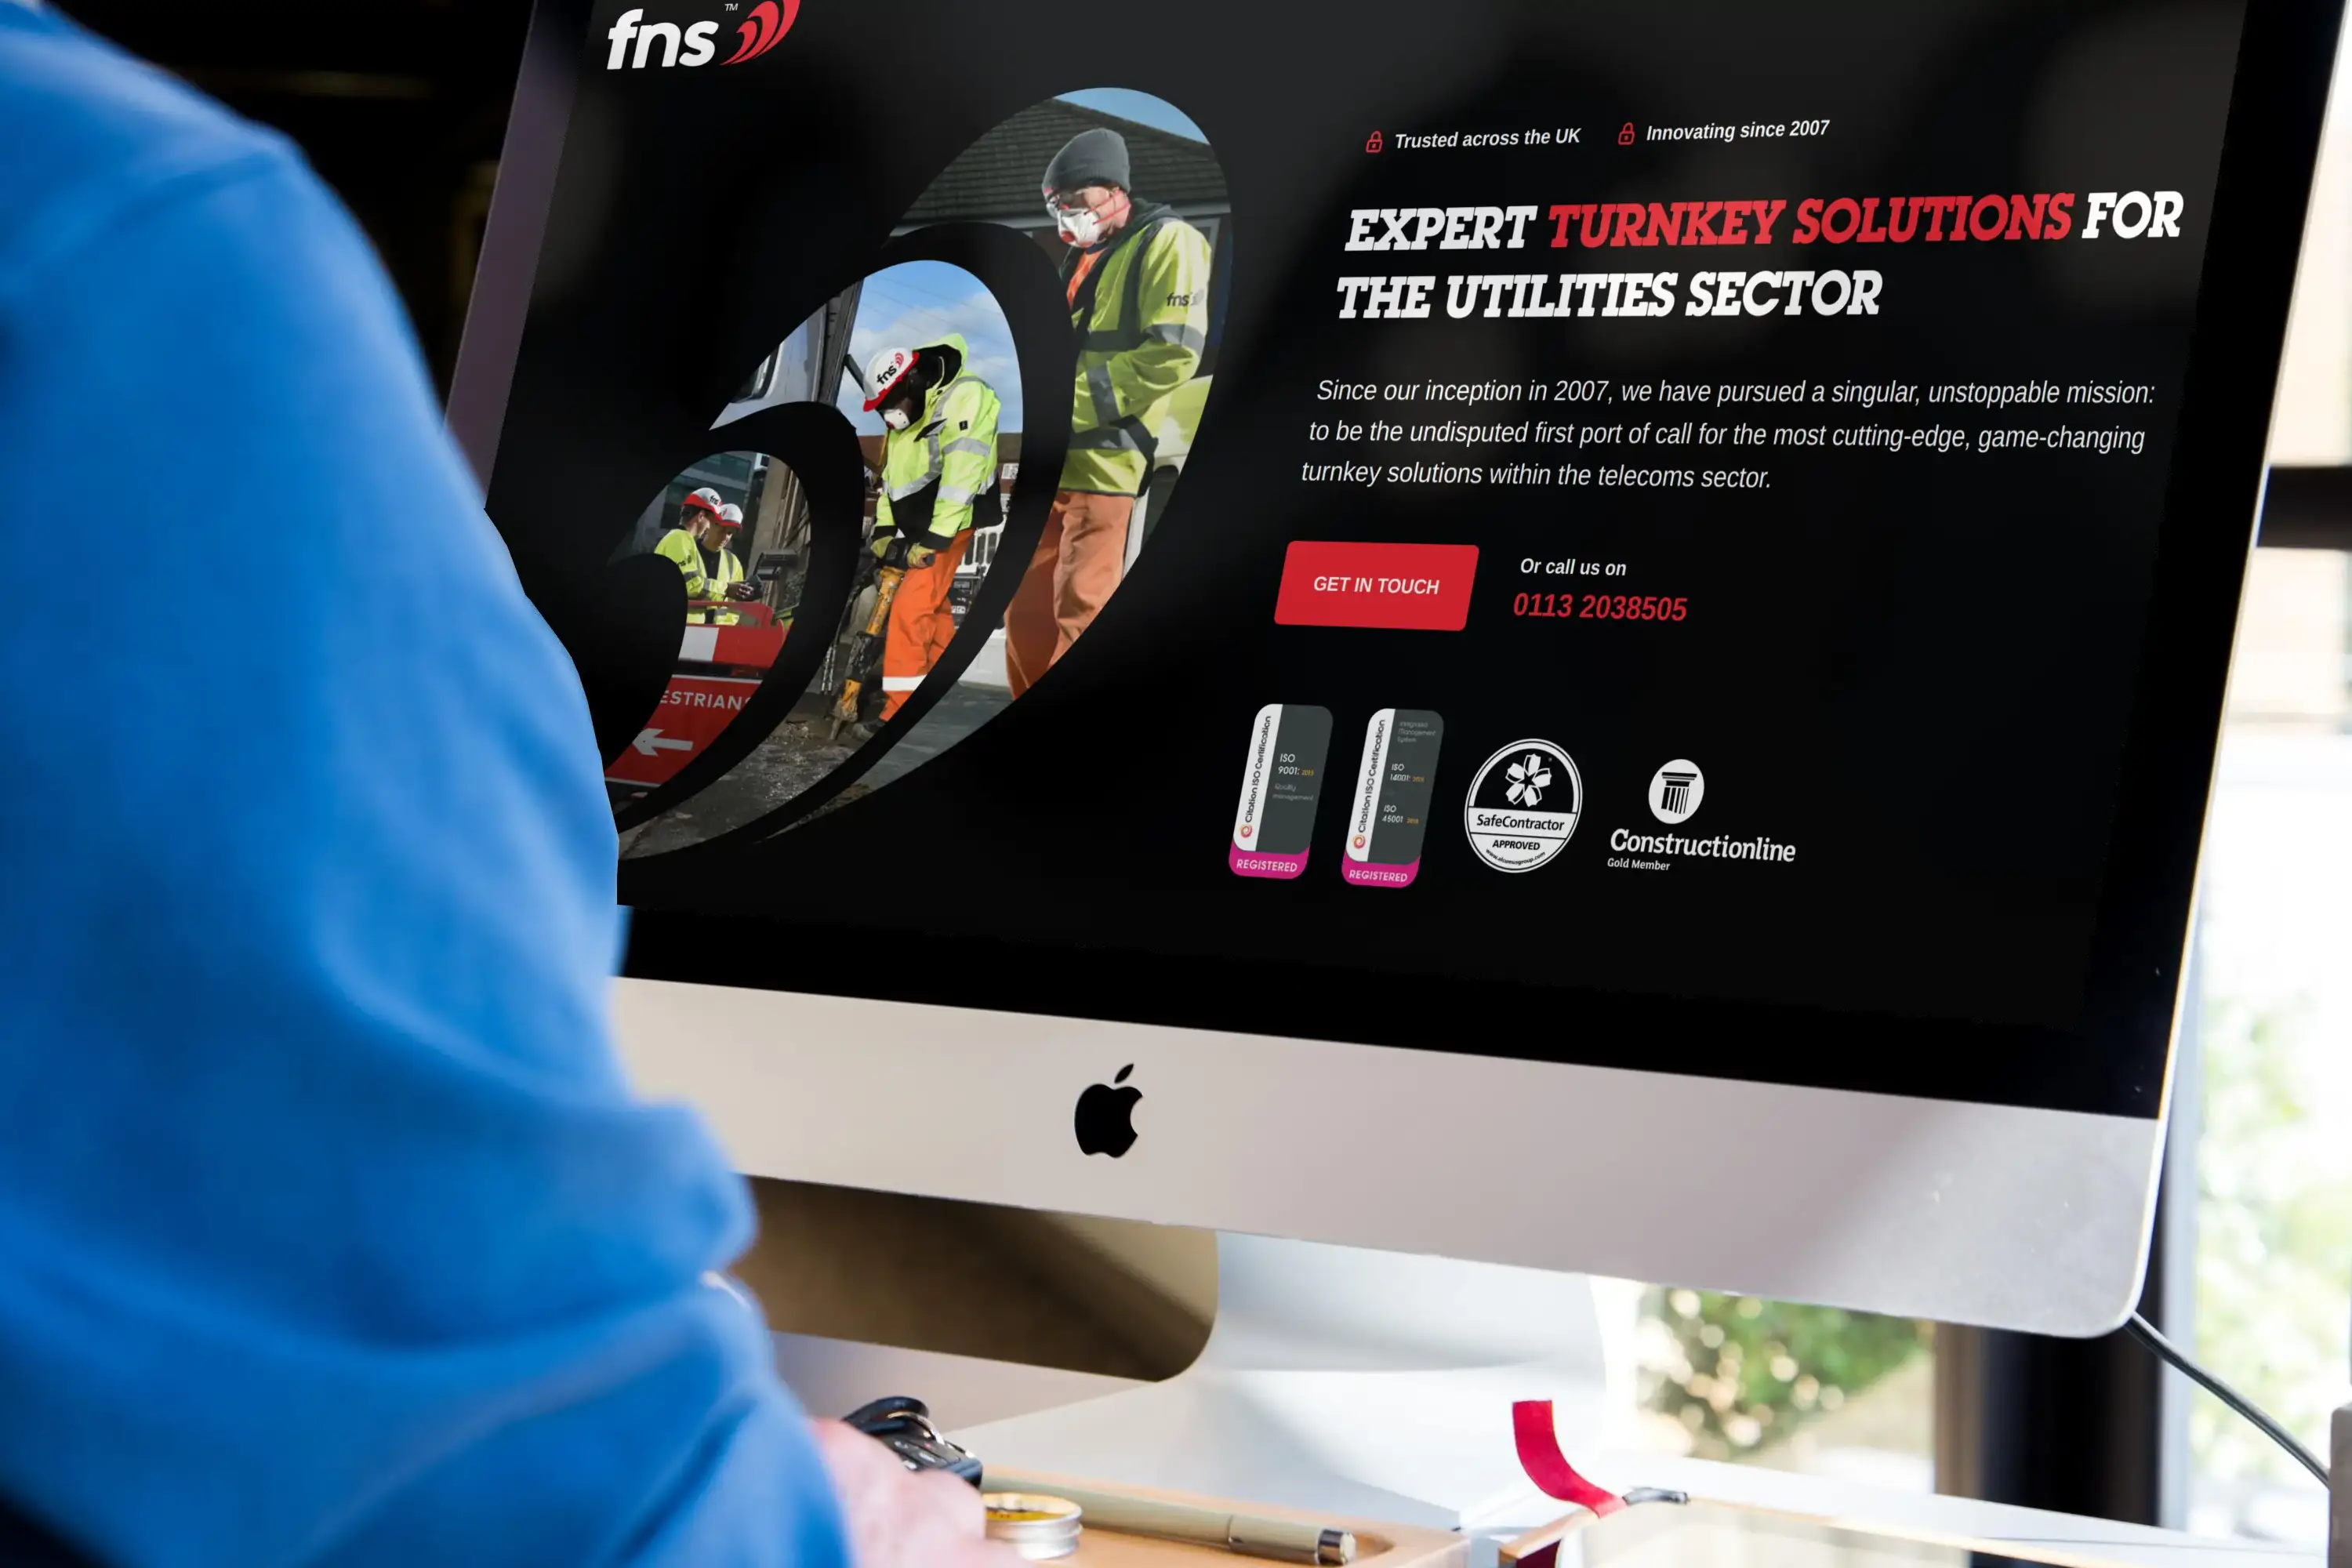 fns TM
Trusted across the UK
Innovating since 2007
EXPERT TURNKEY SOLUTIONS FOR
THE UTILITIES SECTOR
Since our inception in 2007, we have pursued a singular, unstoppable mission:
to be the undisputed first port of call for the most cutting-edge, game-changing
turnkey solutions within the telecoms sector.
GET IN TOUCH
Or call us on
0113 2038505
fns
fns
ESTRIAN
Citation ISO Certification
ISO
9001: 2015
Quality
management
REGISTERED
Citation ISO Certification
Integrated
Management
System
ISO
14001: 2015
ISO
45001: 2018
REGISTERED
SafeContractor
APPROVED
Constructionline
Gold Member